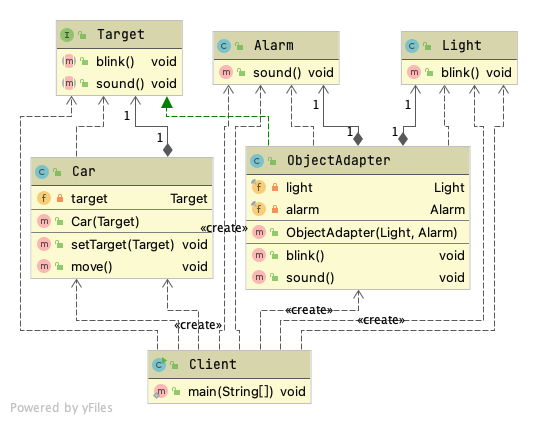 Target
blink() void
sound() void
Alarm
sound() void
Light
blink() void
1
1
1
1
1
1
Car
target Target
Car(Target)
setTarget(Target) void
move() void
ObjectAdapter
light Light
alarm Alarm
ObjectAdapter(Light, Alarm)
blink() void
sound() void
«create»
«create»
«create»
«create»
Client
main(String[]) void
Powered by yFiles